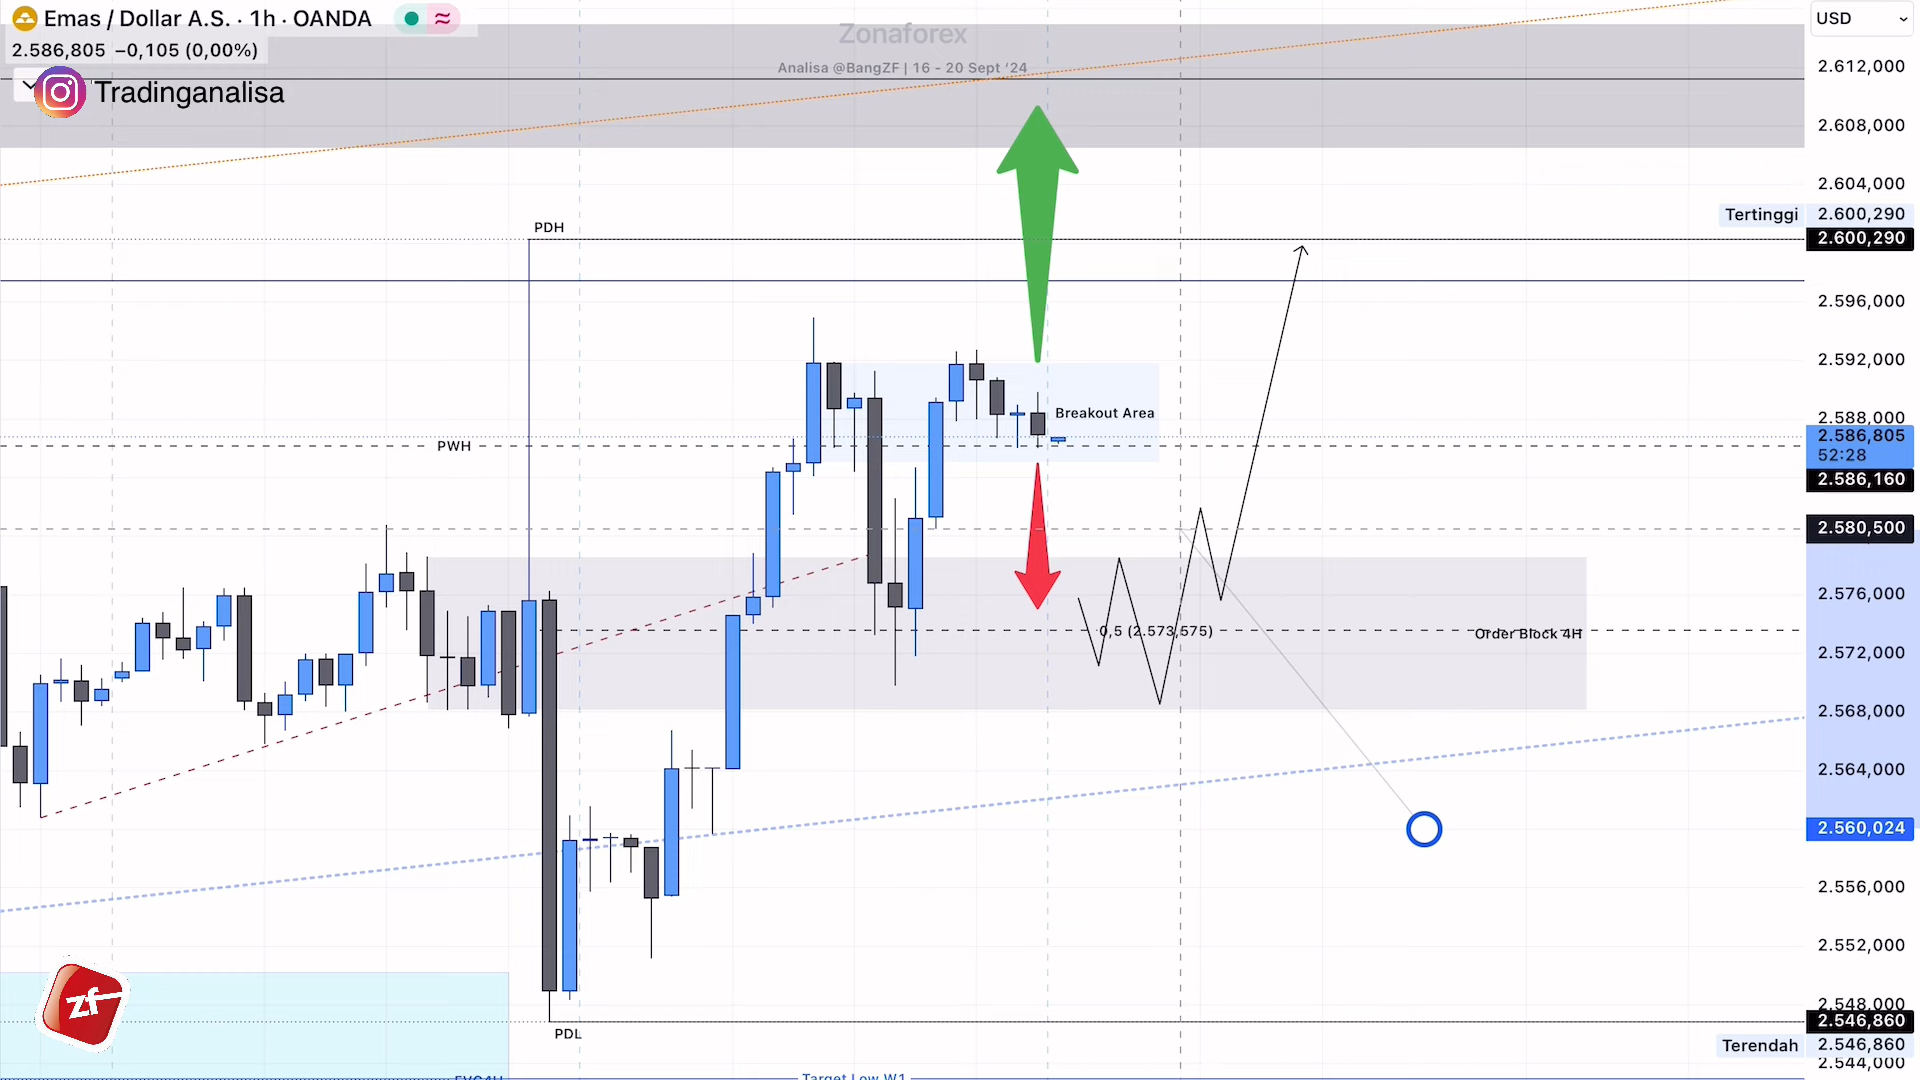 Emas / Dollar A.S. · 1h · OANDA
2.586,805 −0,105 (0,00%)
Tradinganalisa
Zonaforex
Analisa @BangZF | 16 - 20 Sept ‘24
USD
2.612,000
2.608,000
2.604,000
Tertinggi 2.600,290
2.600,290
PDH
2.596,000
2.592,000
Breakout Area
2.588,000
2.586,805
52:28
PWH
2.586,160
2.580,500
2.576,000
0,5 (2.573,575)
Order Block 4H
2.572,000
2.568,000
2.564,000
2.560,024
2.556,000
2.552,000
2.548,000
2.546,860
PDL
Terendah 2.546,860
2.544,000
zf
FVG4H
Target Low W1